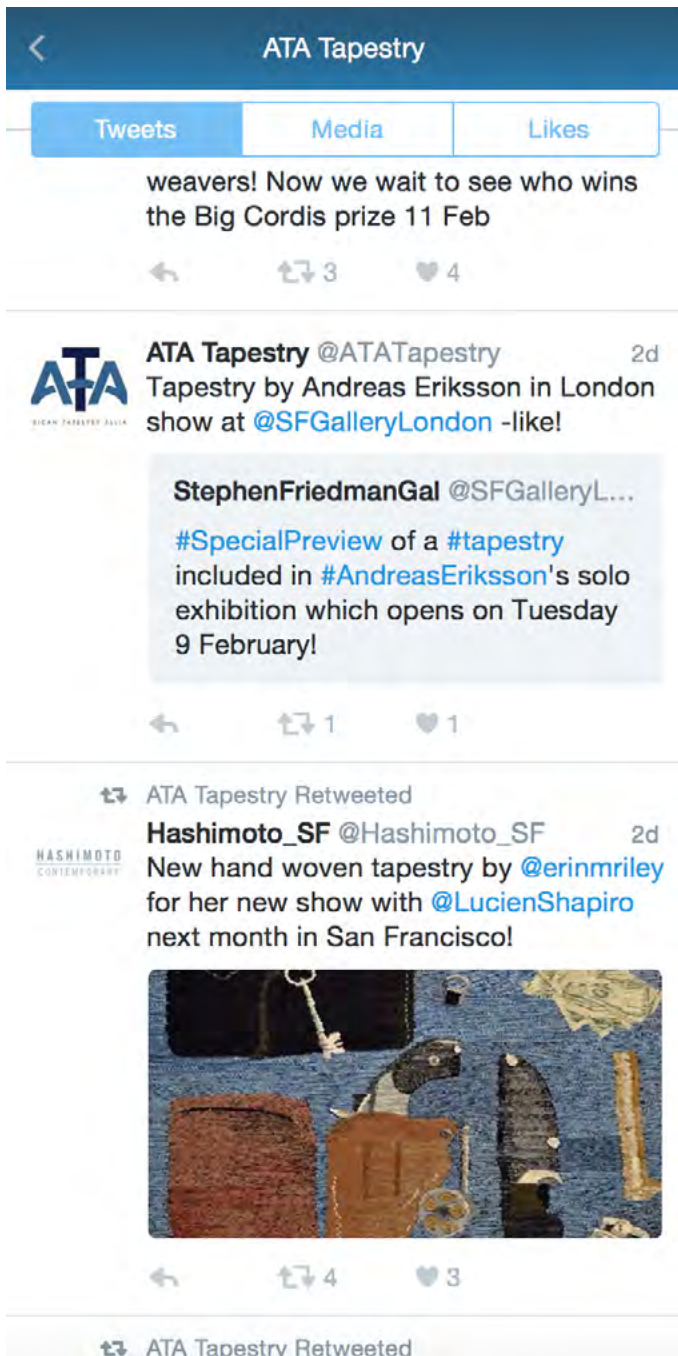 ATA Tapestry
Tweets Media Likes
weavers! Now we wait to see who wins
the Big Cordis prize 11 Feb
3 4
ATA
ATA Tapestry @ATATapestry 2d
Tapestry by Andreas Eriksson in London
show at @SFGalleryLondon -like!
StephenFriedmanGal @SFGalleryL...
#SpecialPreview of a #tapestry
included in #AndreasEriksson's solo
exhibition which opens on Tuesday
9 February!
1 1
ATA Tapestry Retweeted
HASHIMOTO
CONTEMPORARY
Hashimoto_SF @Hashimoto_SF 2d
New hand woven tapestry by @erinmriley
for her new show with @LucienShapiro
next month in San Francisco!
4 3
ATA Tapestry Retweeted